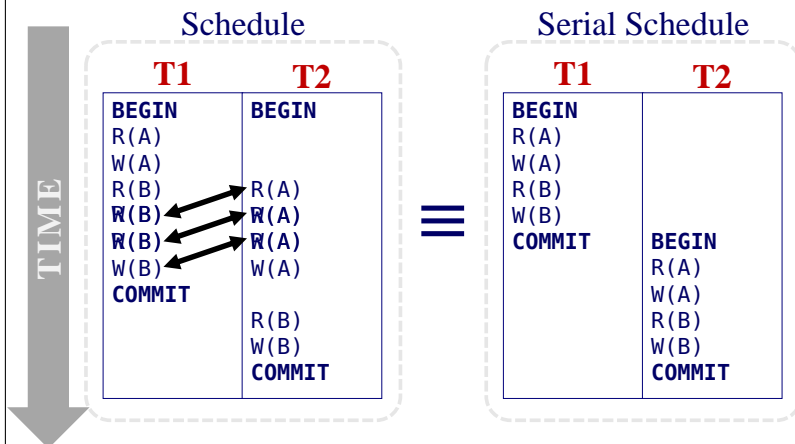 Schedule
T1
BEGIN
R(A)
W(A)
R(B)
W(B)
W(B)
W(B)
COMMIT
T2
BEGIN
R(A)
W(A)
W(A)
W(A)
R(B)
W(B)
COMMIT
TIME
≡
Serial Schedule
T1
BEGIN
R(A)
W(A)
R(B)
W(B)
COMMIT
T2
BEGIN
R(A)
W(A)
R(B)
W(B)
COMMIT